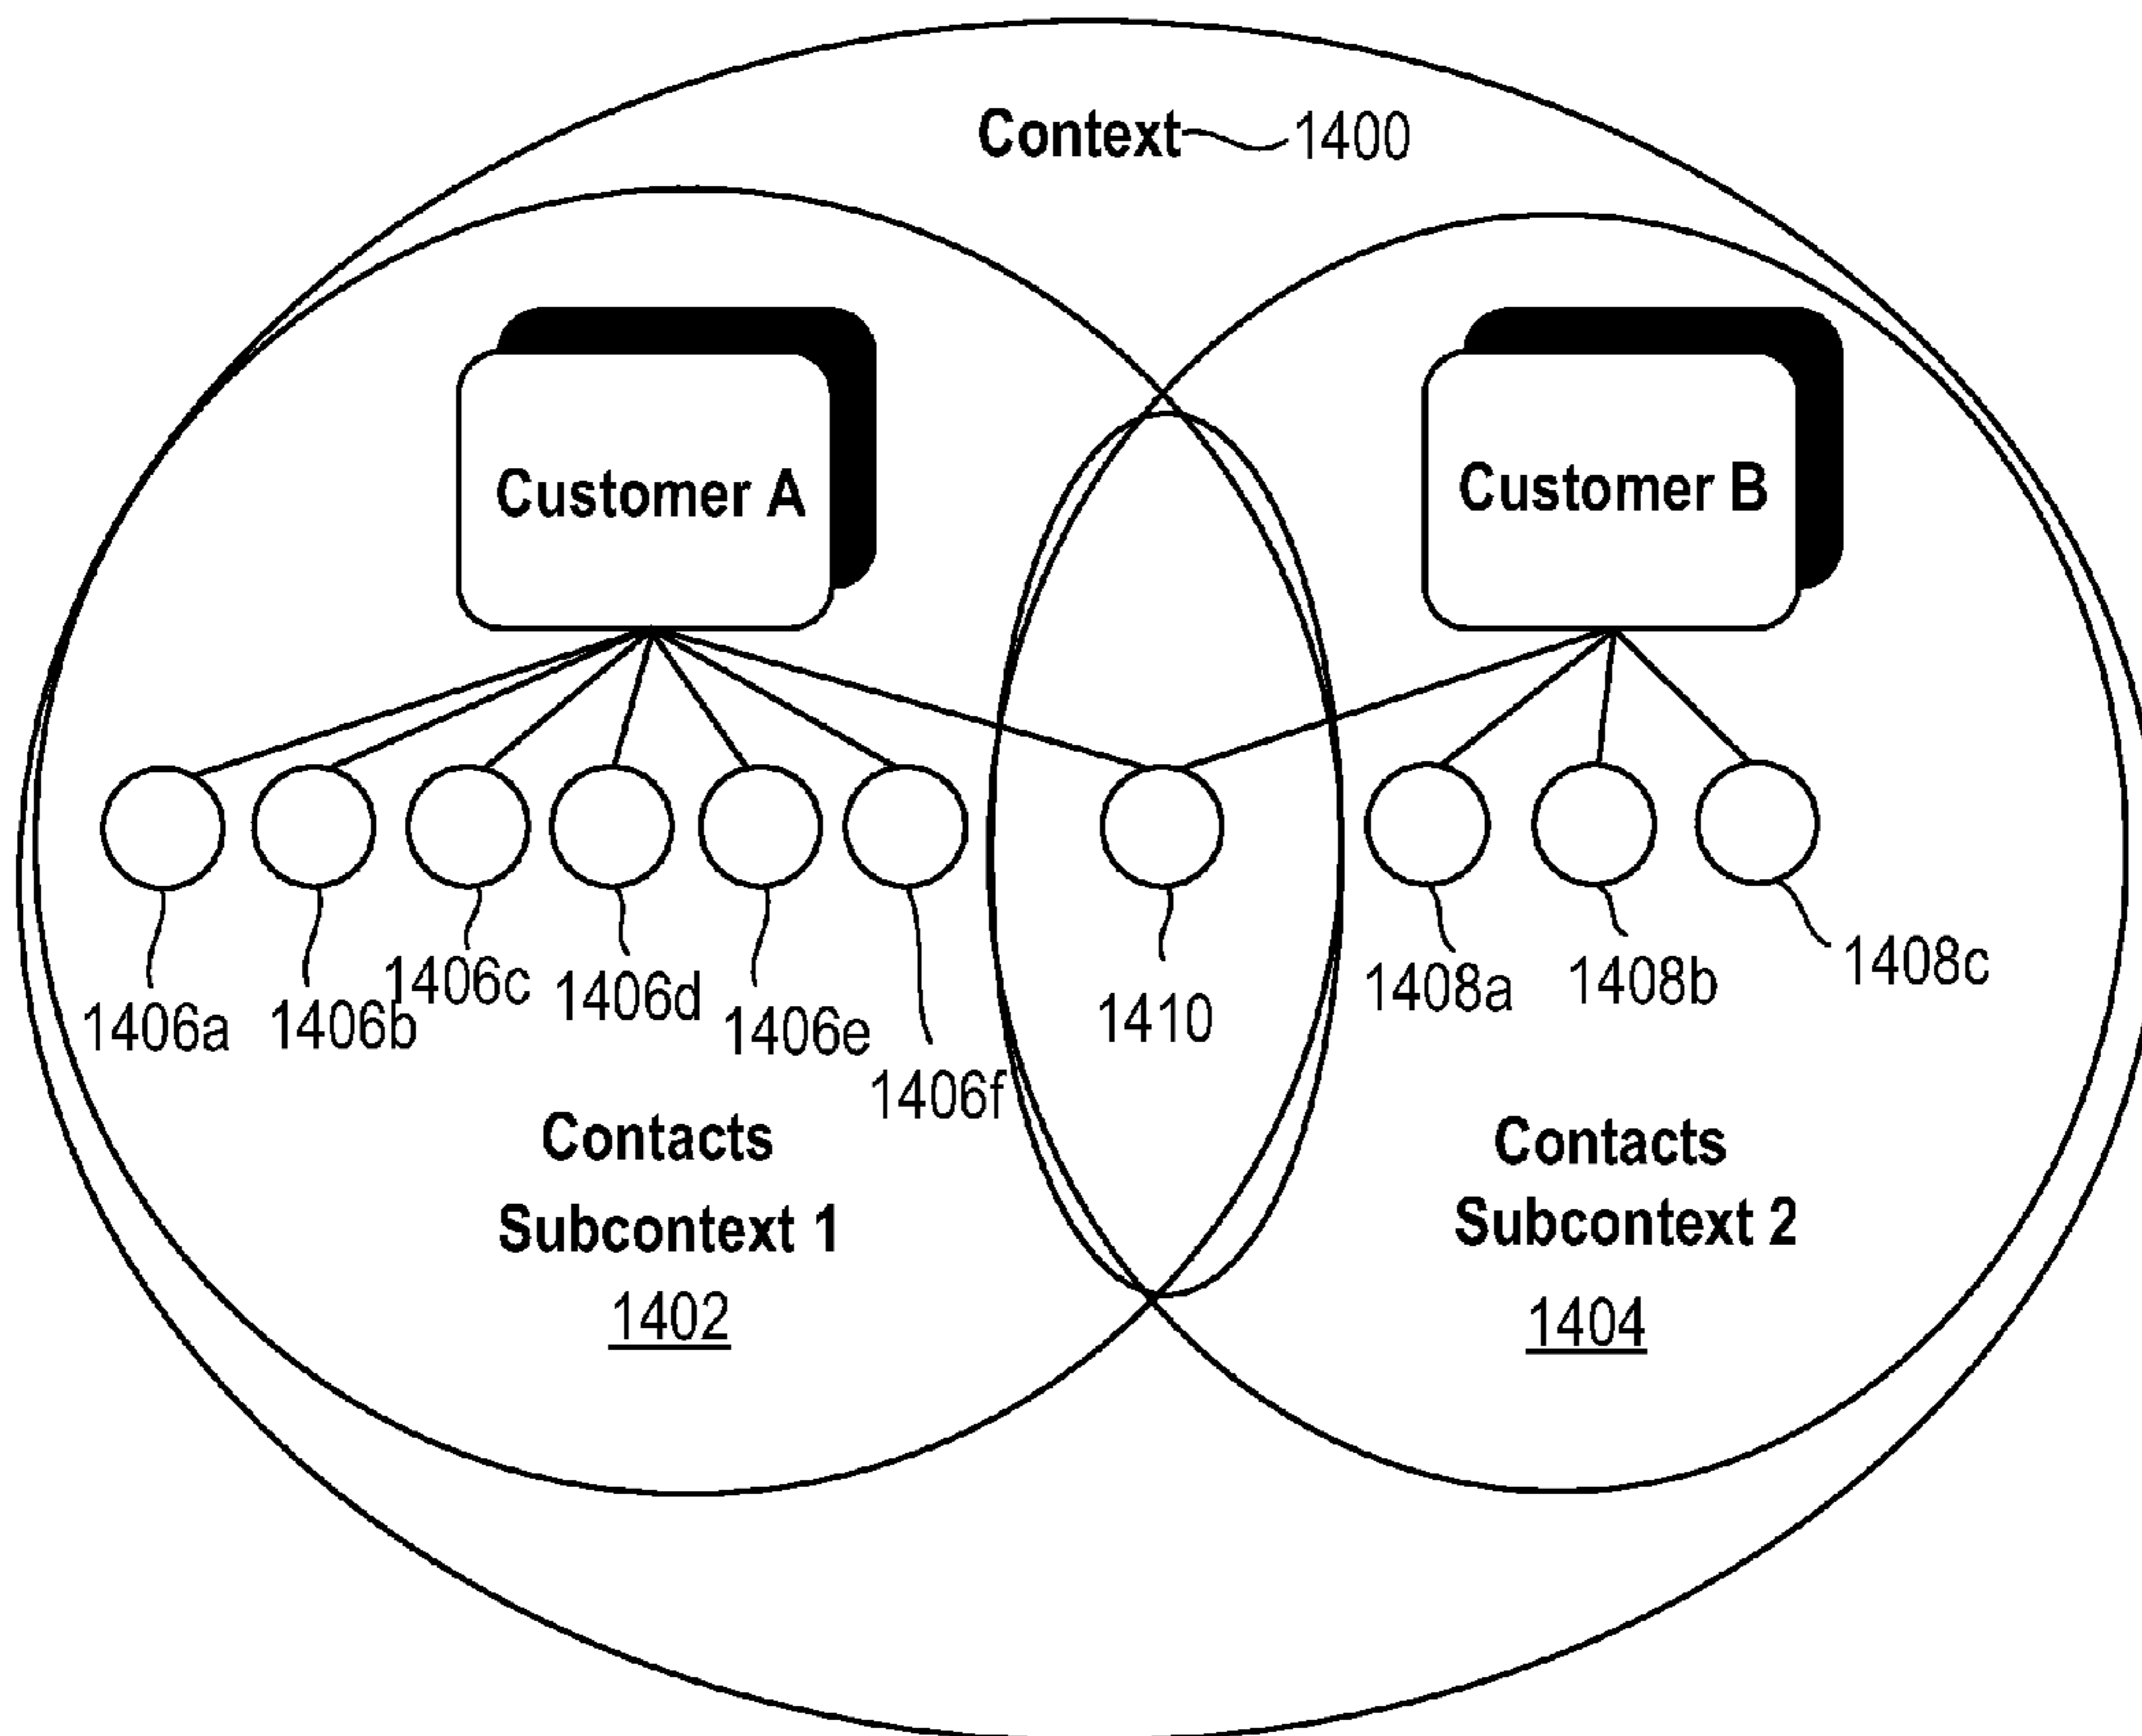 Context 1400
Customer A
Customer B
1406a
1406b
1406c
1406d
1406e
1406f
1410
1408a
1408b
1408c
Contacts
Subcontext 1
1402
Contacts
Subcontext 2
1404